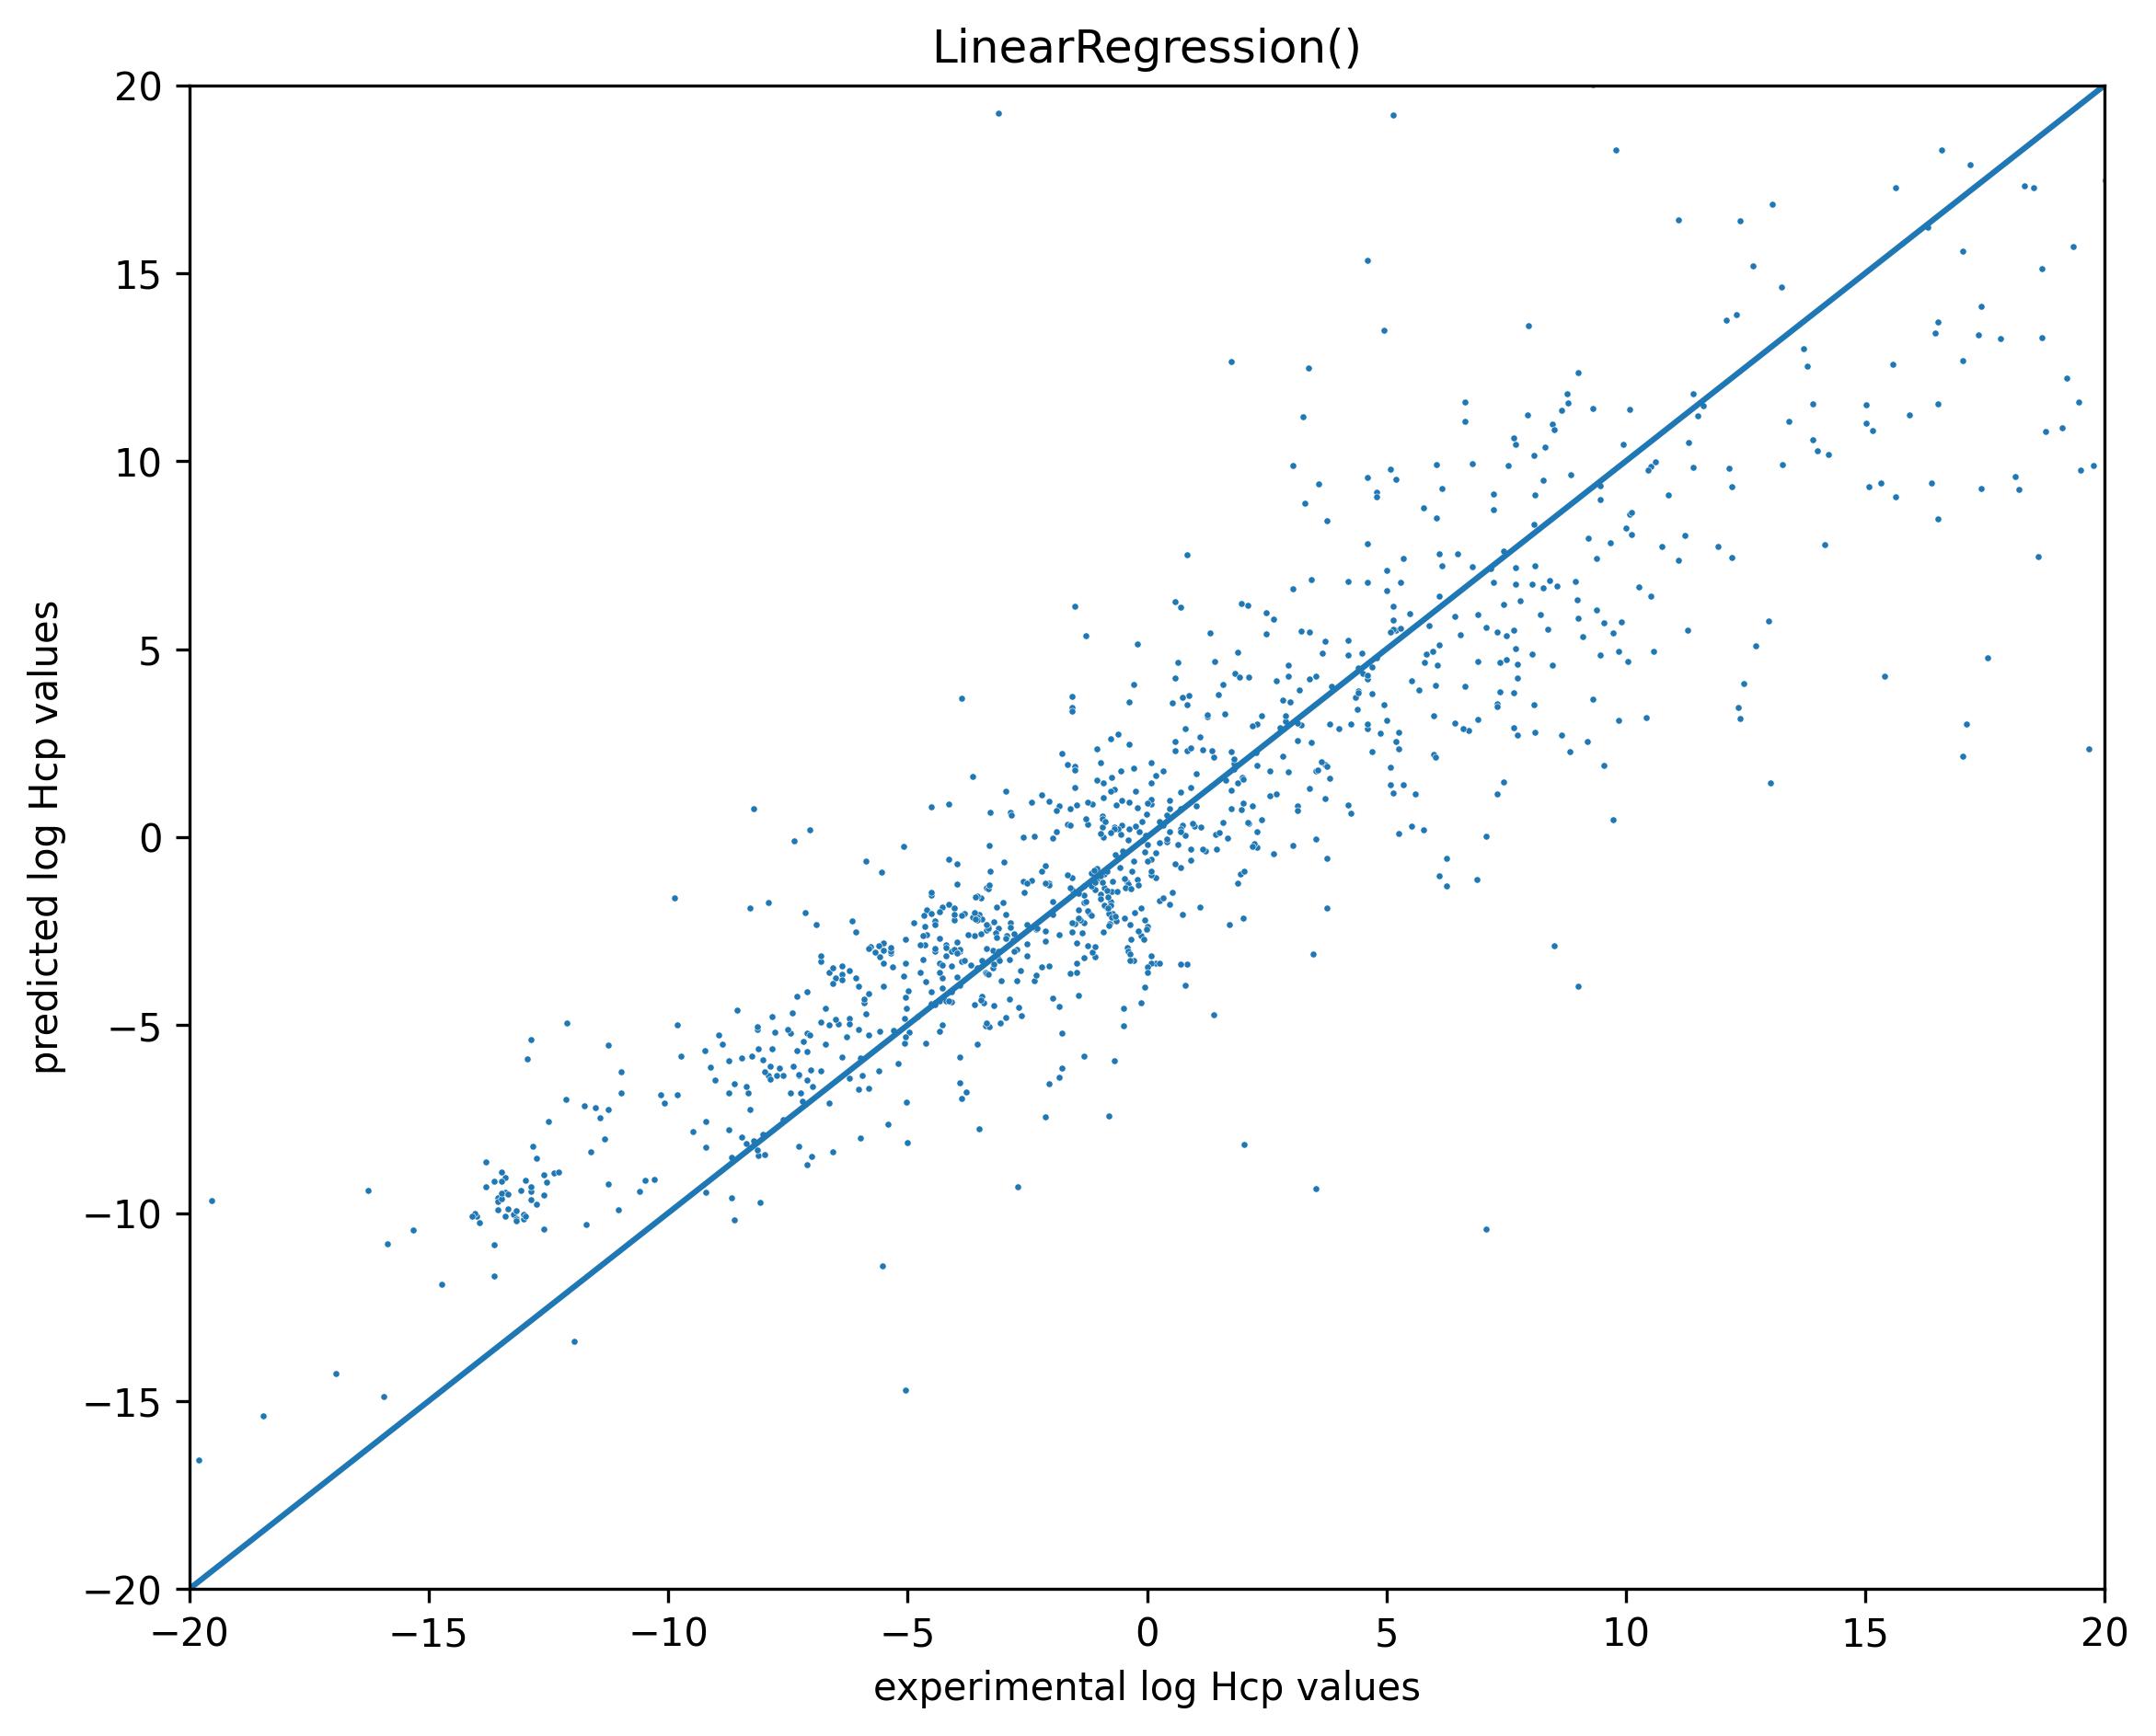 LinearRegression()
20
15
10
5
0
−5
−10
−15
−20
predicted log Hcp values
−20 −15 −10 −5 0 5 10 15 20
experimental log Hcp values